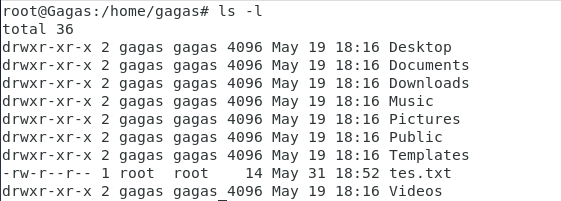 root@Gagas:/home/gagas# ls -l
total 36
drwxr-xr-x 2 gagas gagas 4096 May 19 18:16 Desktop
drwxr-xr-x 2 gagas gagas 4096 May 19 18:16 Documents
drwxr-xr-x 2 gagas gagas 4096 May 19 18:16 Downloads
drwxr-xr-x 2 gagas gagas 4096 May 19 18:16 Music
drwxr-xr-x 2 gagas gagas 4096 May 19 18:16 Pictures
drwxr-xr-x 2 gagas gagas 4096 May 19 18:16 Public
drwxr-xr-x 2 gagas gagas 4096 May 19 18:16 Templates
-rw-r--r-- 1 root  root    14 May 31 18:52 tes.txt
drwxr-xr-x 2 gagas gagas 4096 May 19 18:16 Videos